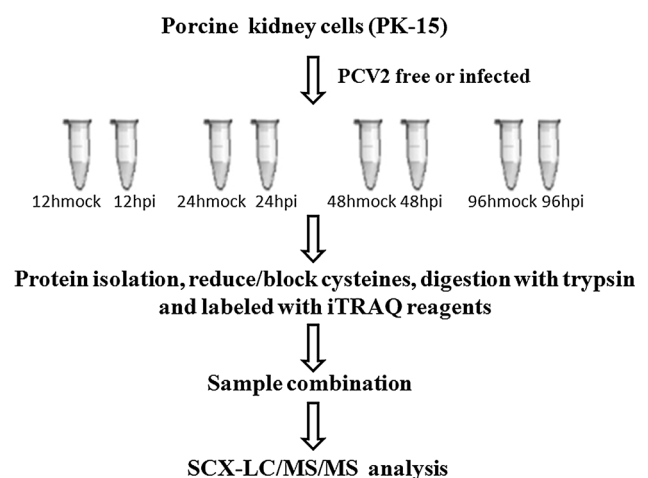 Porcine kidney cells (PK-15)
PCV2 free or infected
12hmock 12hpi 24hmock 24hpi 48hmock 48hpi 96hmock 96hpi
Protein isolation, reduce/block cysteines, digestion with trypsin
and labeled with iTRAQ reagents
Sample combination
SCX-LC/MS/MS analysis